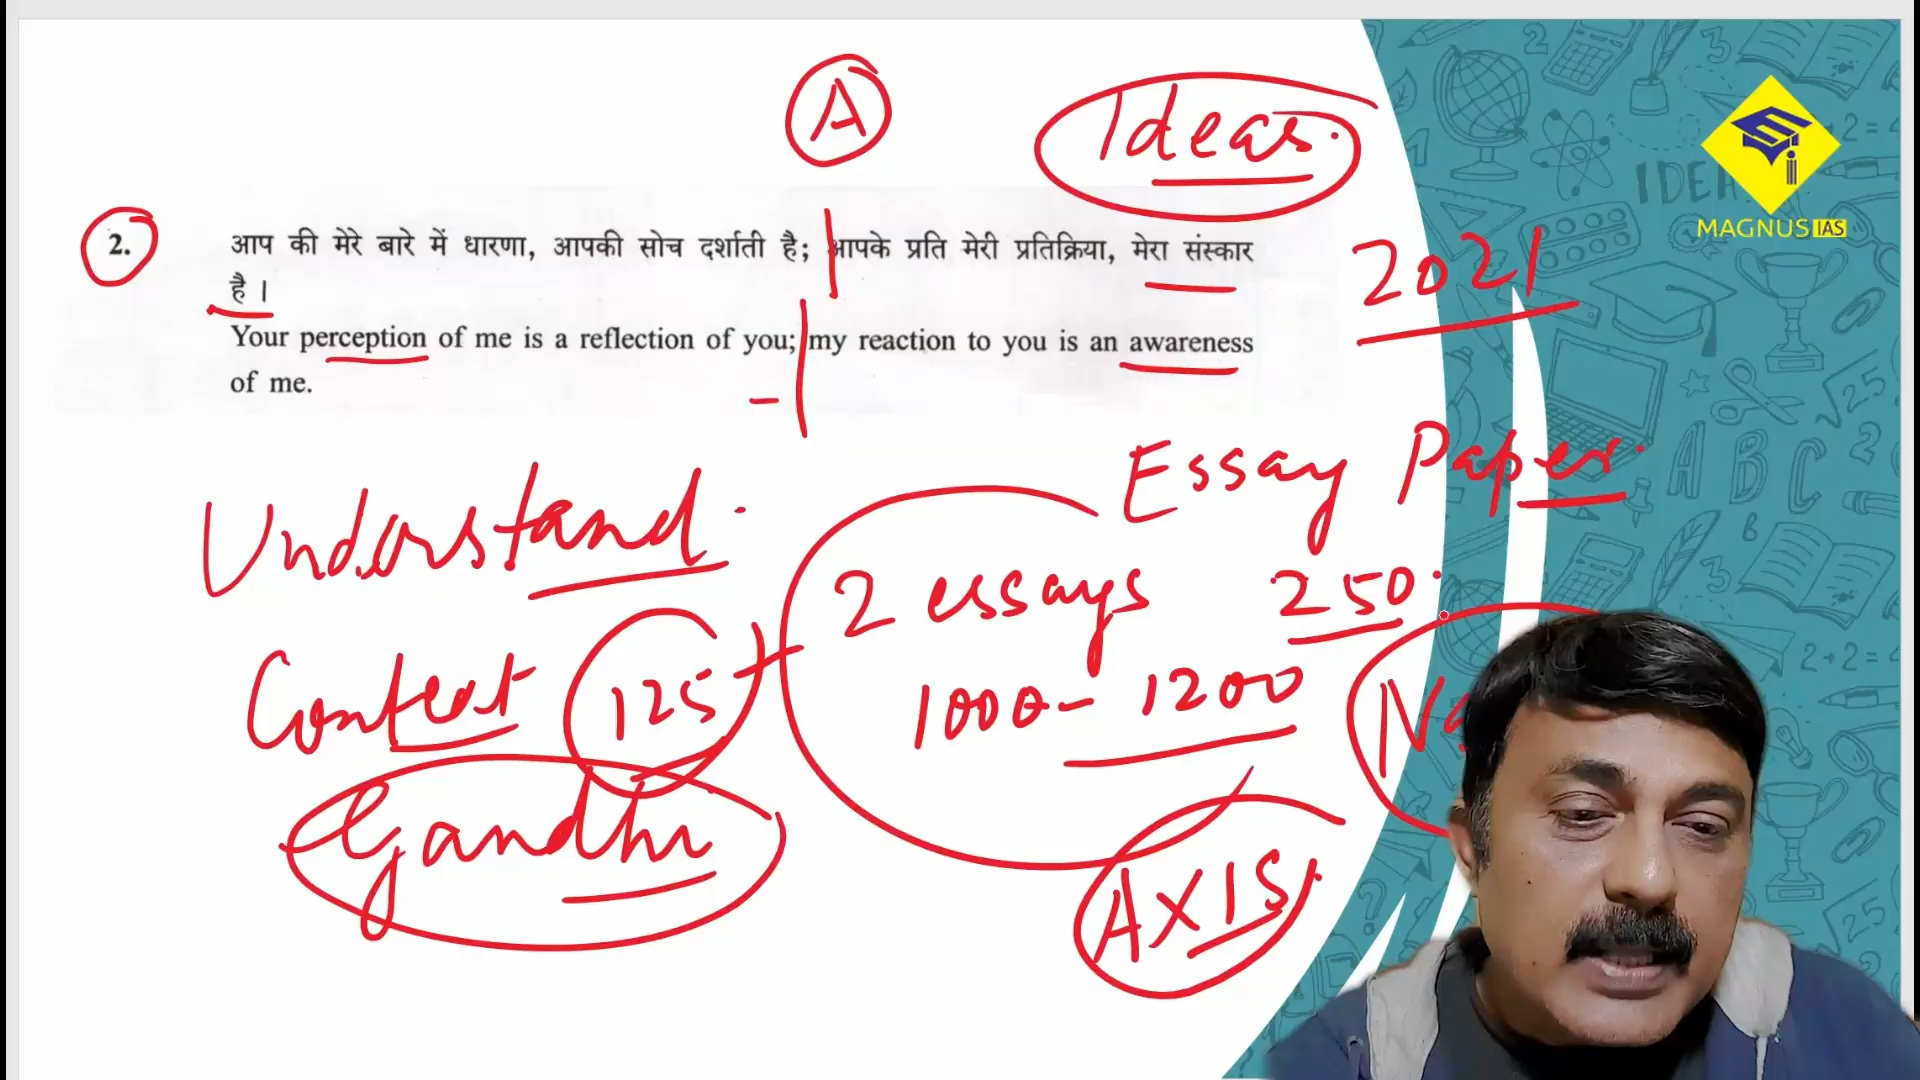 A
Ideas.
MAGNUS IAS
2. आप की मेरे बारे में धारणा, आपकी सोच दर्शाती है; आपके प्रति मेरी प्रतिक्रिया, मेरा संस्कार
है ।
2021
Your perception of me is a reflection of you; my reaction to you is an awareness
of me.
Essay Paper.
Understand.
2 essays 250.
Context 125
1000 - 1200
Gandhi
AXIS.